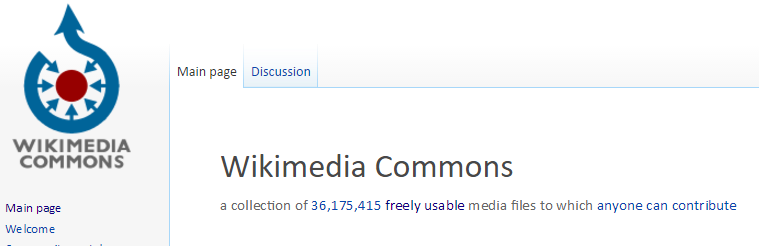 WIKIMEDIA
COMMONS
Main page
Discussion
Wikimedia Commons
a collection of 36,175,415 freely usable media files to which anyone can contribute
Main page
Welcome